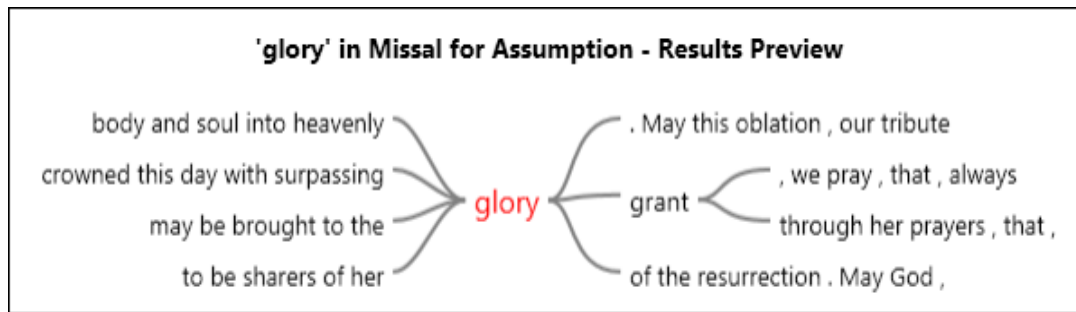 'glory' in Missal for Assumption - Results Preview
body and soul into heavenly
crowned this day with surpassing
may be brought to the
to be sharers of her
glory
. May this oblation , our tribute
grant
, we pray , that , always
through her prayers , that ,
of the resurrection . May God ,